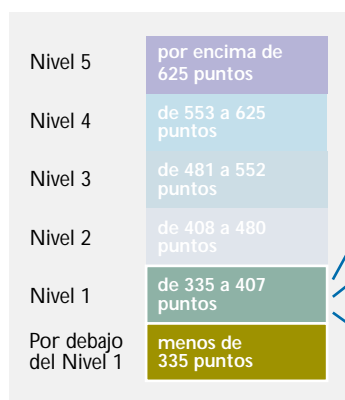 Nivel 5
por encima de
625 puntos
Nivel 4
de 553 a 625
puntos
Nivel 3
de 481 a 552
puntos
Nivel 2
de 408 a 480
puntos
Nivel 1
de 335 a 407
puntos
Por debajo
del Nivel 1
menos de
335 puntos